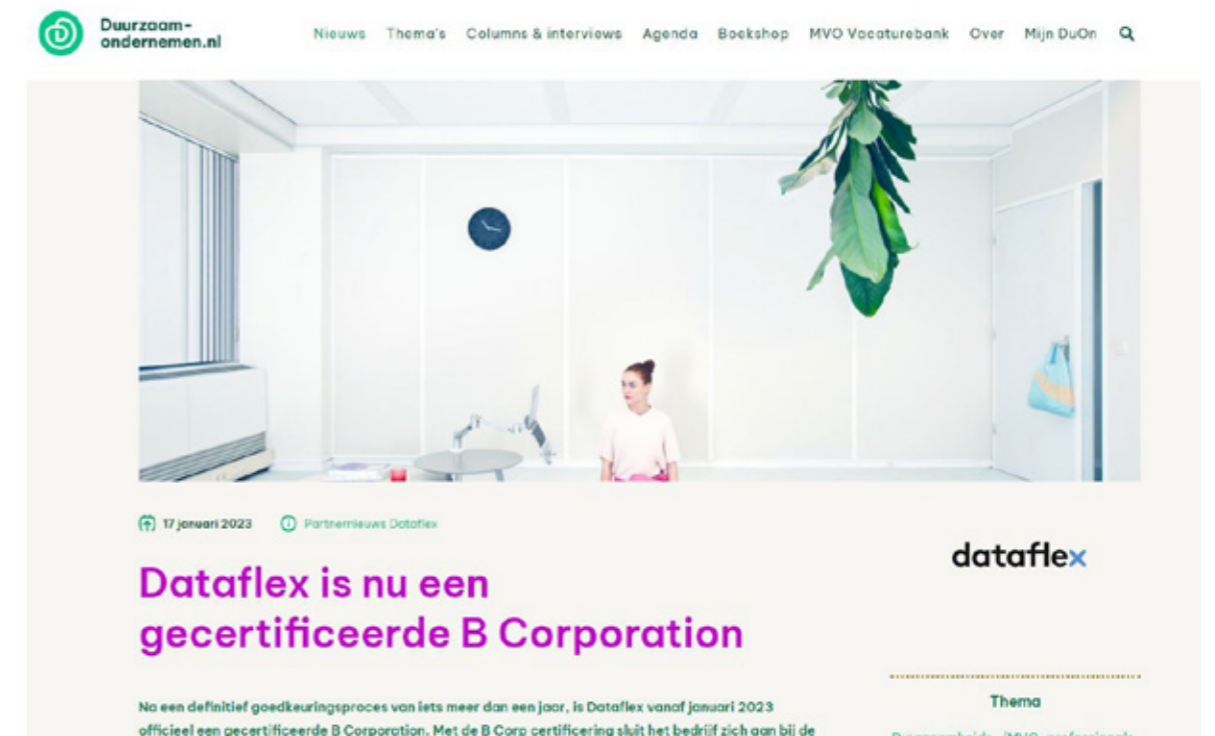 Duurzaam-
ondernemen.nl
Nieuws Thema's Columns & interviews Agenda Boekshop MVO Vacaturebank Over Mijn DuOn
17 januari 2023 Partnernieuws Dataflex
dataflex
Dataflex is nu een
gecertificeerde B Corporation
Thema
Na een definitief goedkeuringsproces van iets meer dan een jaar, is Dataflex vanaf januari 2023
officieel een gecertificeerde B Corporation. Met de B Corp certificering sluit het bedrijf zich aan bij de